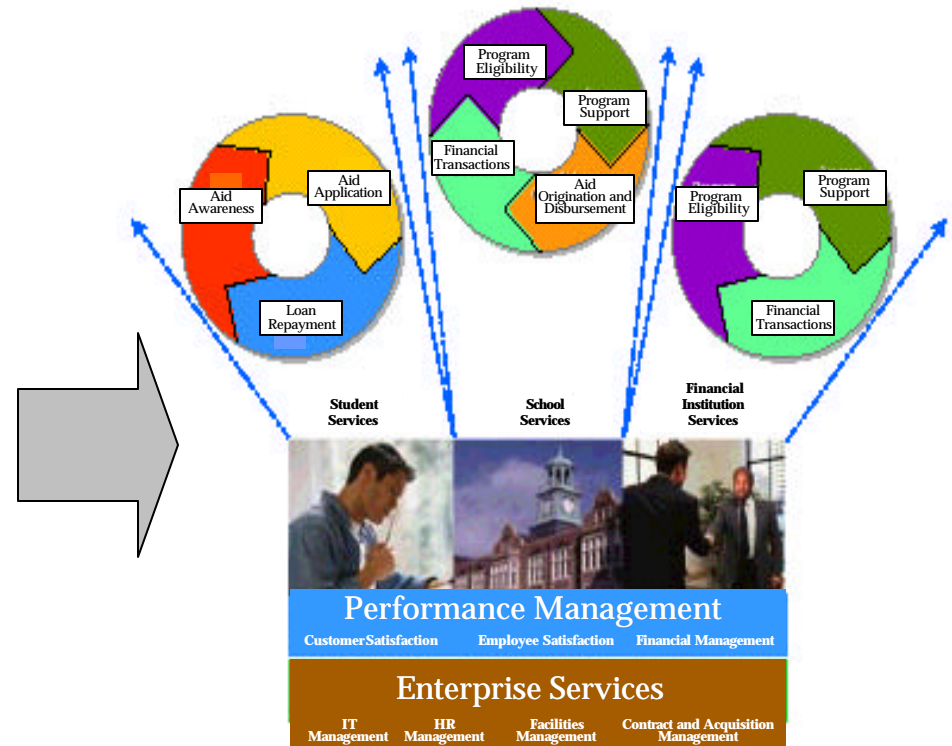 Program
Eligibility
Program
Support
Financial
Transactions
Aid
Origination and
Disbursement
Aid
Awareness
Aid
Application
Loan
Repayment
Program
Eligibility
Program
Support
Financial
Transactions
Student
Services
School
Services
Financial
Institution
Services
Performance Management
Customer Satisfaction Employee Satisfaction Financial Management
Enterprise Services
IT
Management
HR
Management
Facilities
Management
Contract and Acquisition
Management